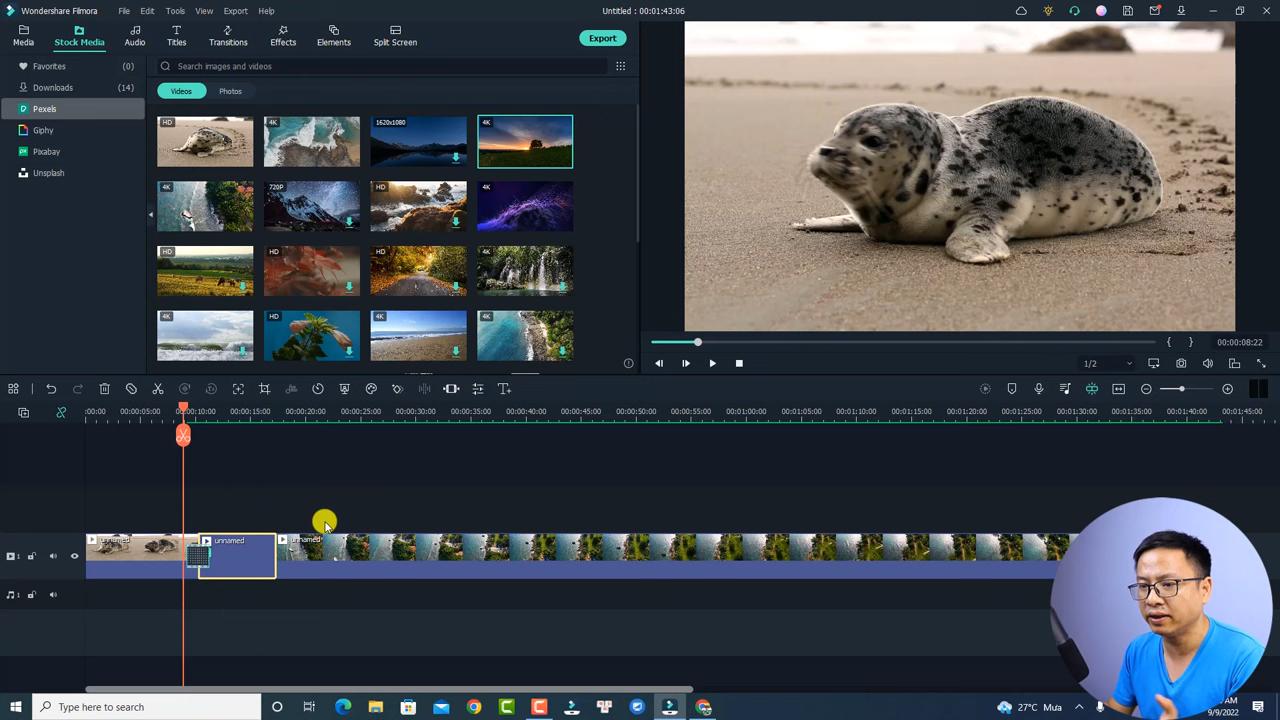 Wondershare Filmora
File
Edit
Tools
View
Export
Help
Untitled : 00:01:43:06
Media
Stock Media
Audio
Titles
Transitions
Effects
Elements
Split Screen
Export
Favorites
(0)
Downloads
(14)
Pexels
Giphy
Pixabay
Unsplash
Search images and videos
Videos
Photos
HD
4K
1620x1080
4K
4K
720P
HD
4K
HD
HD
HD
4K
4K
HD
4K
4K
{ }
00:00:08:22
1/2
:00:00
00:00:05:00
00:00:10:00
00:00:15:00
00:00:20:00
00:00:25:00
00:00:30:00
00:00:35:00
00:00:40:00
00:00:45:00
00:00:50:00
00:00:55:00
00:01:00:00
00:01:05:00
00:01:10:00
00:01:15:00
00:01:20:00
00:01:25:00
00:01:30:00
00:01:35:00
00:01:40:00
00:01:45:00
unnamed
unnamed
unnamed
1
1
Type here to search
27°C Mưa
AM
9/9/2022